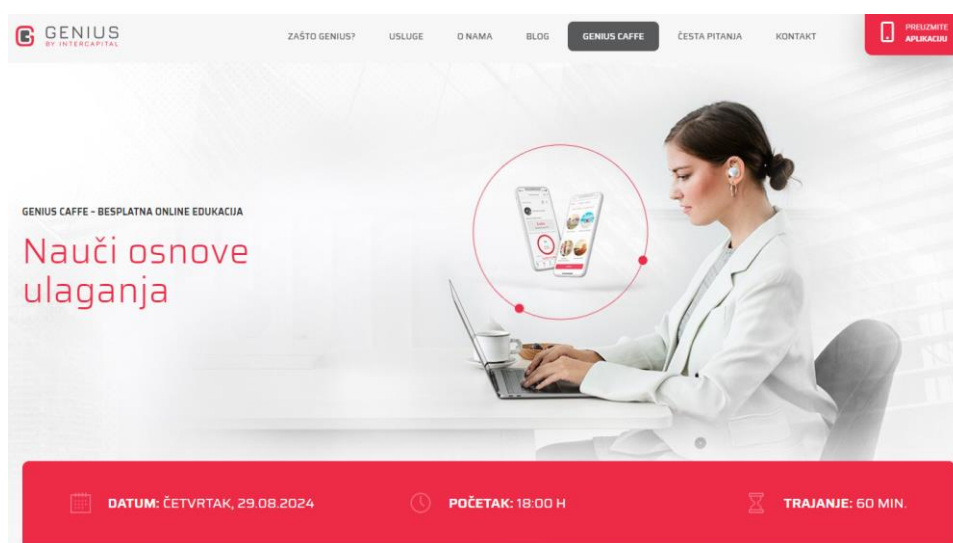 GENIUS
BY INTERCAPITAL
ZAŠTO GENIUS?
USLUGE
O NAMA
BLOG
GENIUS CAFFE
ČESTA PITANJA
KONTAKT
PREUZMITE
APLIKACIJU
GENIUS CAFFE - BESPLATNA ONLINE EDUKACIJA
Nauči osnove
ulaganja
DATUM: ČETVRTAK, 29.08.2024
POČETAK: 18:00 H
TRAJANJE: 60 MIN.